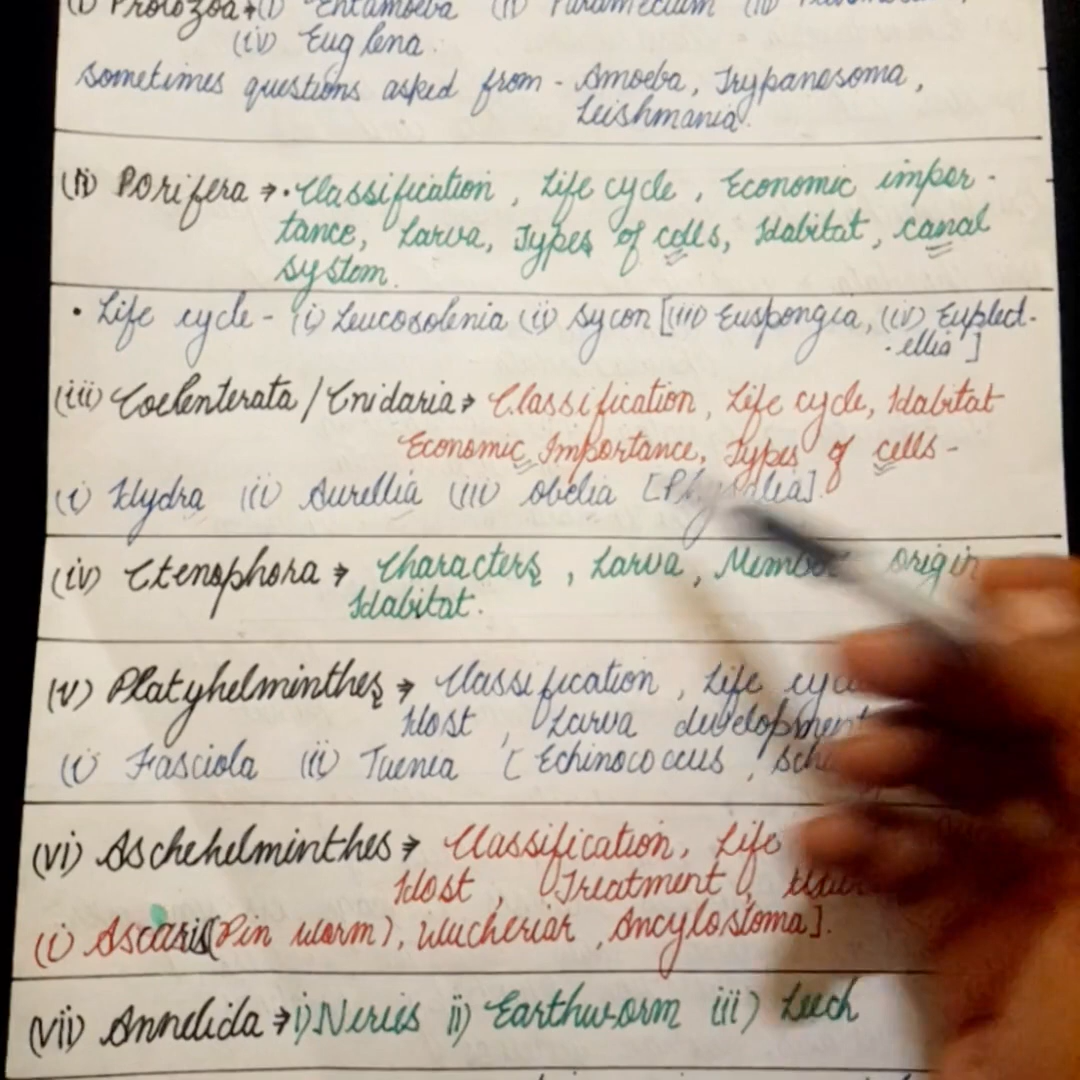 (i) Protozoa → (i) Entamoeba (ii) Paramecium (iii)
(iv) Euglena.
Sometimes questions asked from - Amoeba, Trypanosoma,
Leishmania.
(ii) Porifera → • Classification, Life cycle, Economic impor-
tance, Larva, Types of cells, Habitat, canal
system.
• Life cycle - (i) Leucosolenia (ii) Sycon [(iii) Euspongia, (iv) Euplect-
-ellia]
(iii) Coelenterata / Cnidaria → Classification, Life cycle, Habitat
Economic Importance, Types of cells -
(i) Hydra (ii) Aurellia (iii) Obelia
(iv) Ctenophora → Characters, Larva, origin
Habitat.
(v) Platyhelminthes → Classification, Life
Host, Larva development
(i) Fasciola (ii) Taenia [Echinococcus,
(vi) Aschehelminthes → Classification, Life
Host, Treatment,
(i) Ascaris (Pin worm), Wucheriar, Ancylostoma].
(vii) Annelida → i) Neries ii) Earthworm iii) Leech